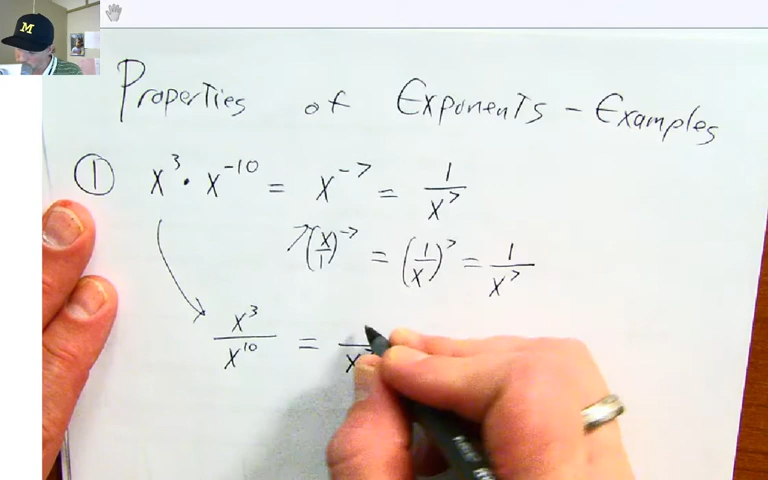 M
Properties of Exponents - Examples
① x³ · x⁻¹⁰ = x⁻⁷ = 1/x⁷
(x/1)⁻⁷ = (1/x)⁷ = 1/x⁷
x³/x¹⁰ =